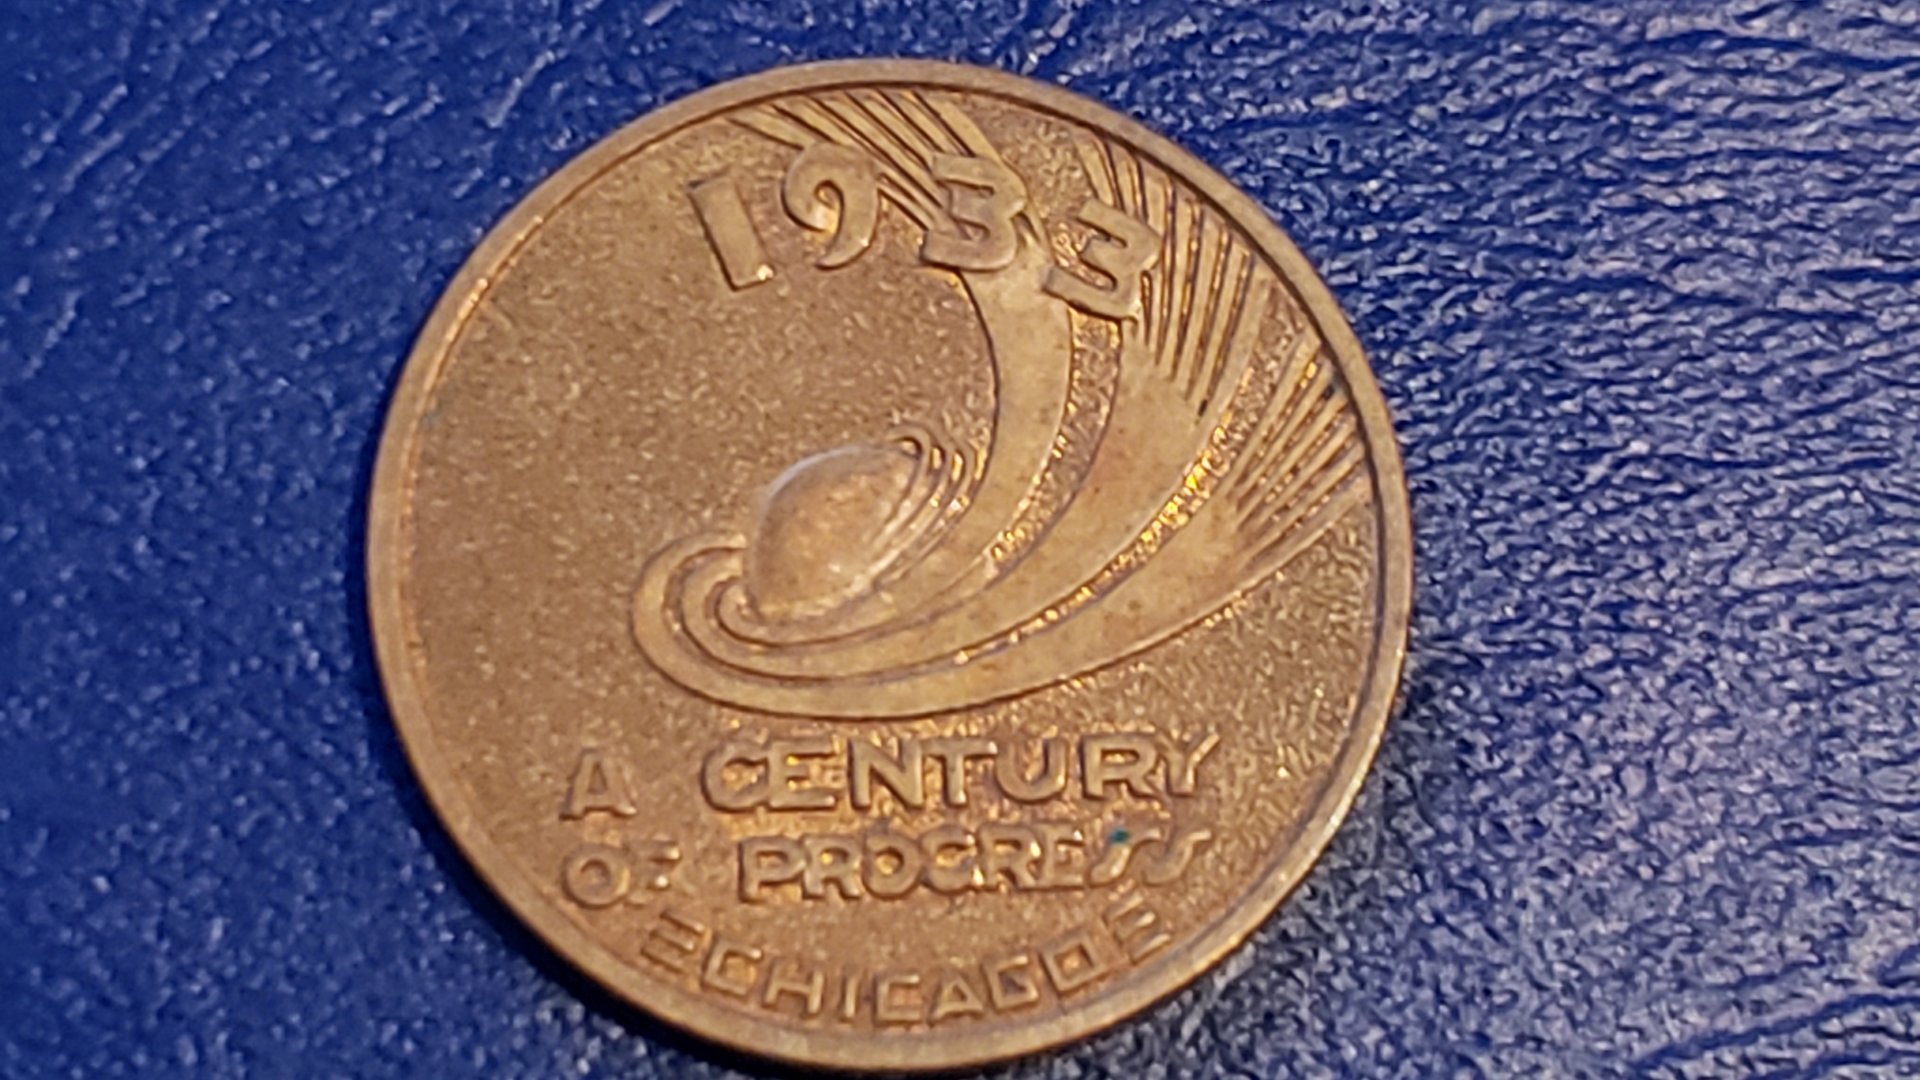 1933
A CENTURY
OF PROGRESS
CHICAGO